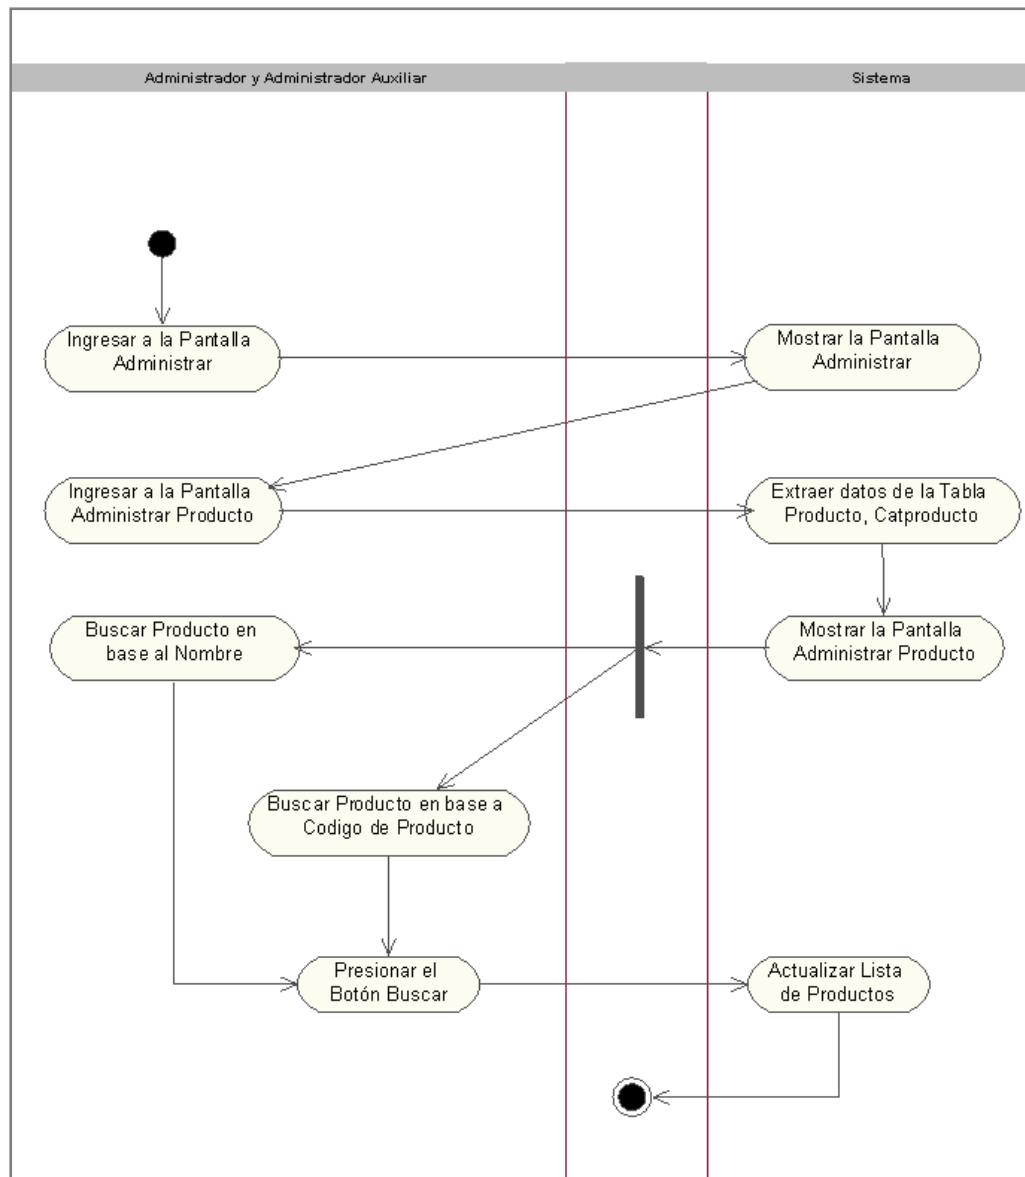 Administrador y Administrador Auxiliar
Sistema
Ingresar a la Pantalla
Administrar
Mostrar la Pantalla
Administrar
Ingresar a la Pantalla
Administrar Producto
Extraer datos de la Tabla
Producto, Catproducto
Buscar Producto en
base al Nombre
Mostrar la Pantalla
Administrar Producto
Buscar Producto en base a
Codigo de Producto
Presionar el
Botón Buscar
Actualizar Lista
de Productos